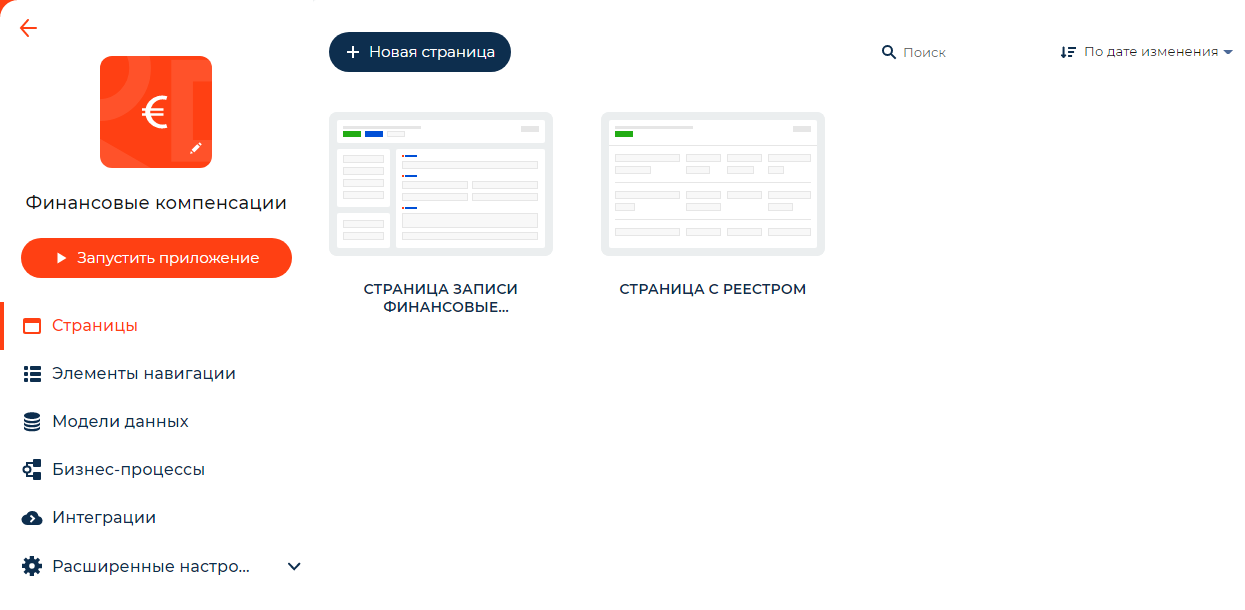 Новая страница
Поиск
По дате изменения
€
Финансовые компенсации
Запустить приложение
Страницы
Элементы навигации
Модели данных
Бизнес-процессы
Интеграции
Расширенные настро...
СТРАНИЦА ЗАПИСИ
ФИНАНСОВЫЕ...
СТРАНИЦА С РЕЕСТРОМ